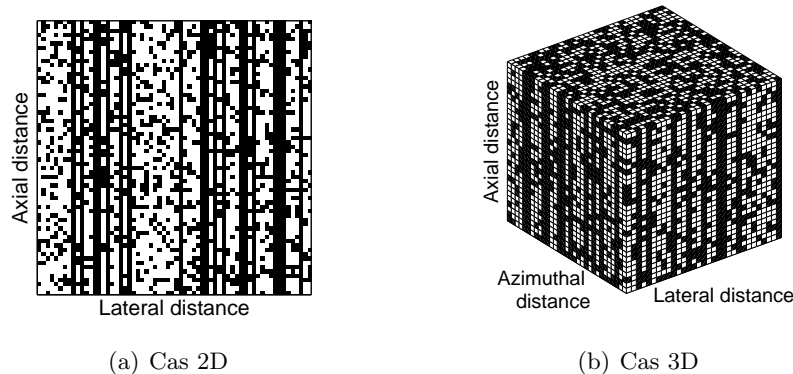 Axial distance
Lateral distance
(a) Cas 2D
Axial distance
Azimuthal
distance
Lateral distance
(b) Cas 3D